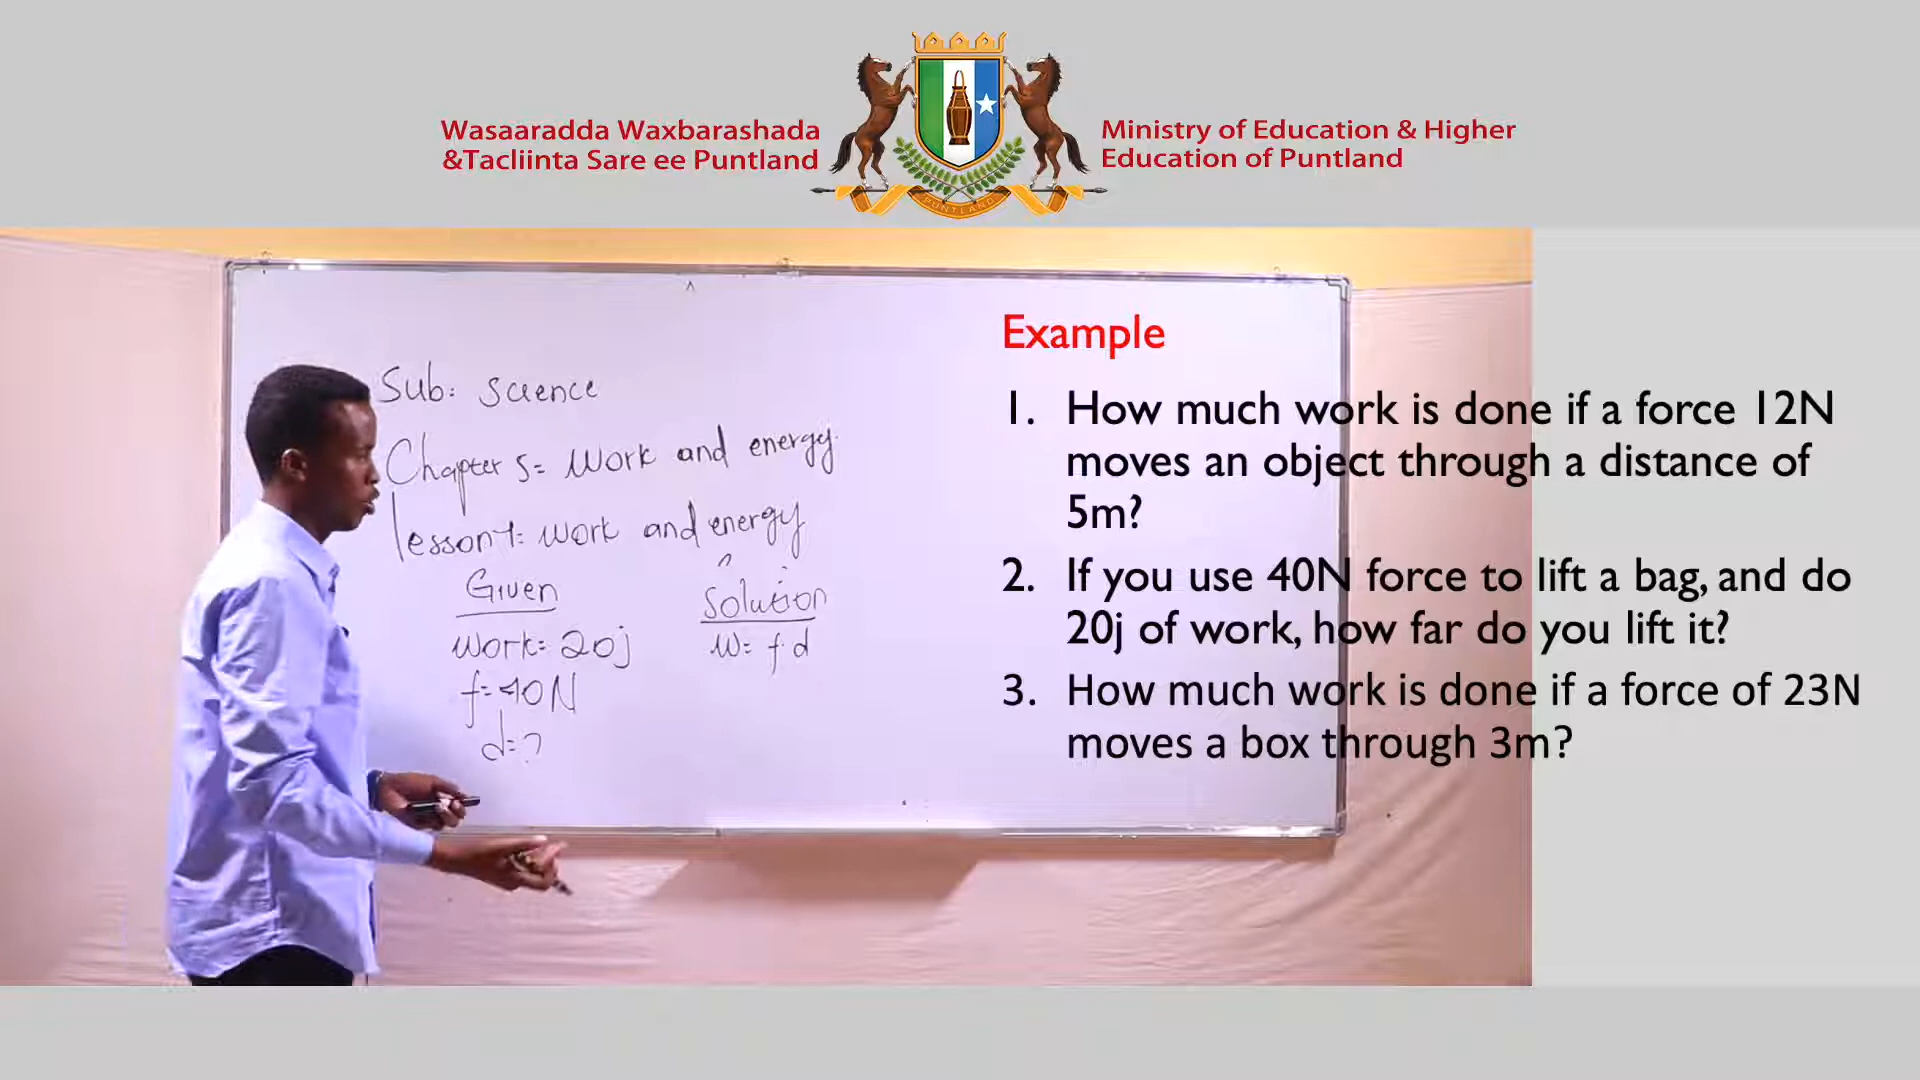 Wasaaradda Waxbarashada
&Tacliinta Sare ee Puntland
PUNTLAND
Ministry of Education & Higher
Education of Puntland
Sub: Science
Chapter 5= Work and energy
lesson 1: work and energy
Given
work= 20j
f= 40N
d=?
Solution
W= f.d
Example
1. How much work is done if a force 12N
moves an object through a distance of
5m?
2. If you use 40N force to lift a bag, and do
20j of work, how far do you lift it?
3. How much work is done if a force of 23N
moves a box through 3m?